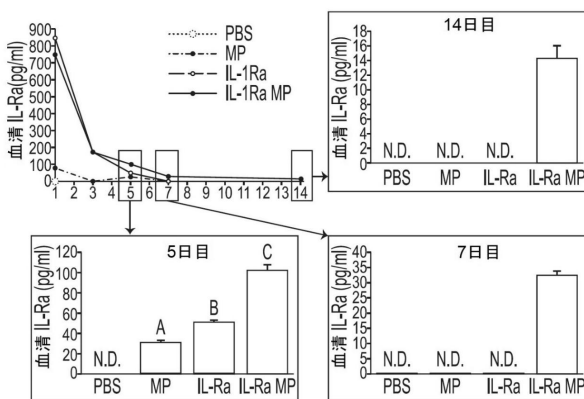 900
800
700
600
500
400
300
200
100
0
血清 IL-Ra(pg/ml)
1 2 3 4 5 6 7 8 9 10 11 12 13 14
PBS
MP
IL-1Ra
IL-1Ra MP
14日目
18
16
14
12
10
8
6
4
2
0
血清 IL-Ra (pg/ml)
N.D. N.D. N.D.
PBS MP IL-Ra IL-Ra MP
5日目
120
100
80
60
40
20
0
血清 IL-Ra (pg/ml)
N.D. A B C
PBS MP IL-Ra IL-Ra MP
7日目
40
35
30
25
20
15
10
5
0
血清 IL-Ra (pg/ml)
N.D. N.D. N.D.
PBS MP IL-Ra IL-Ra MP